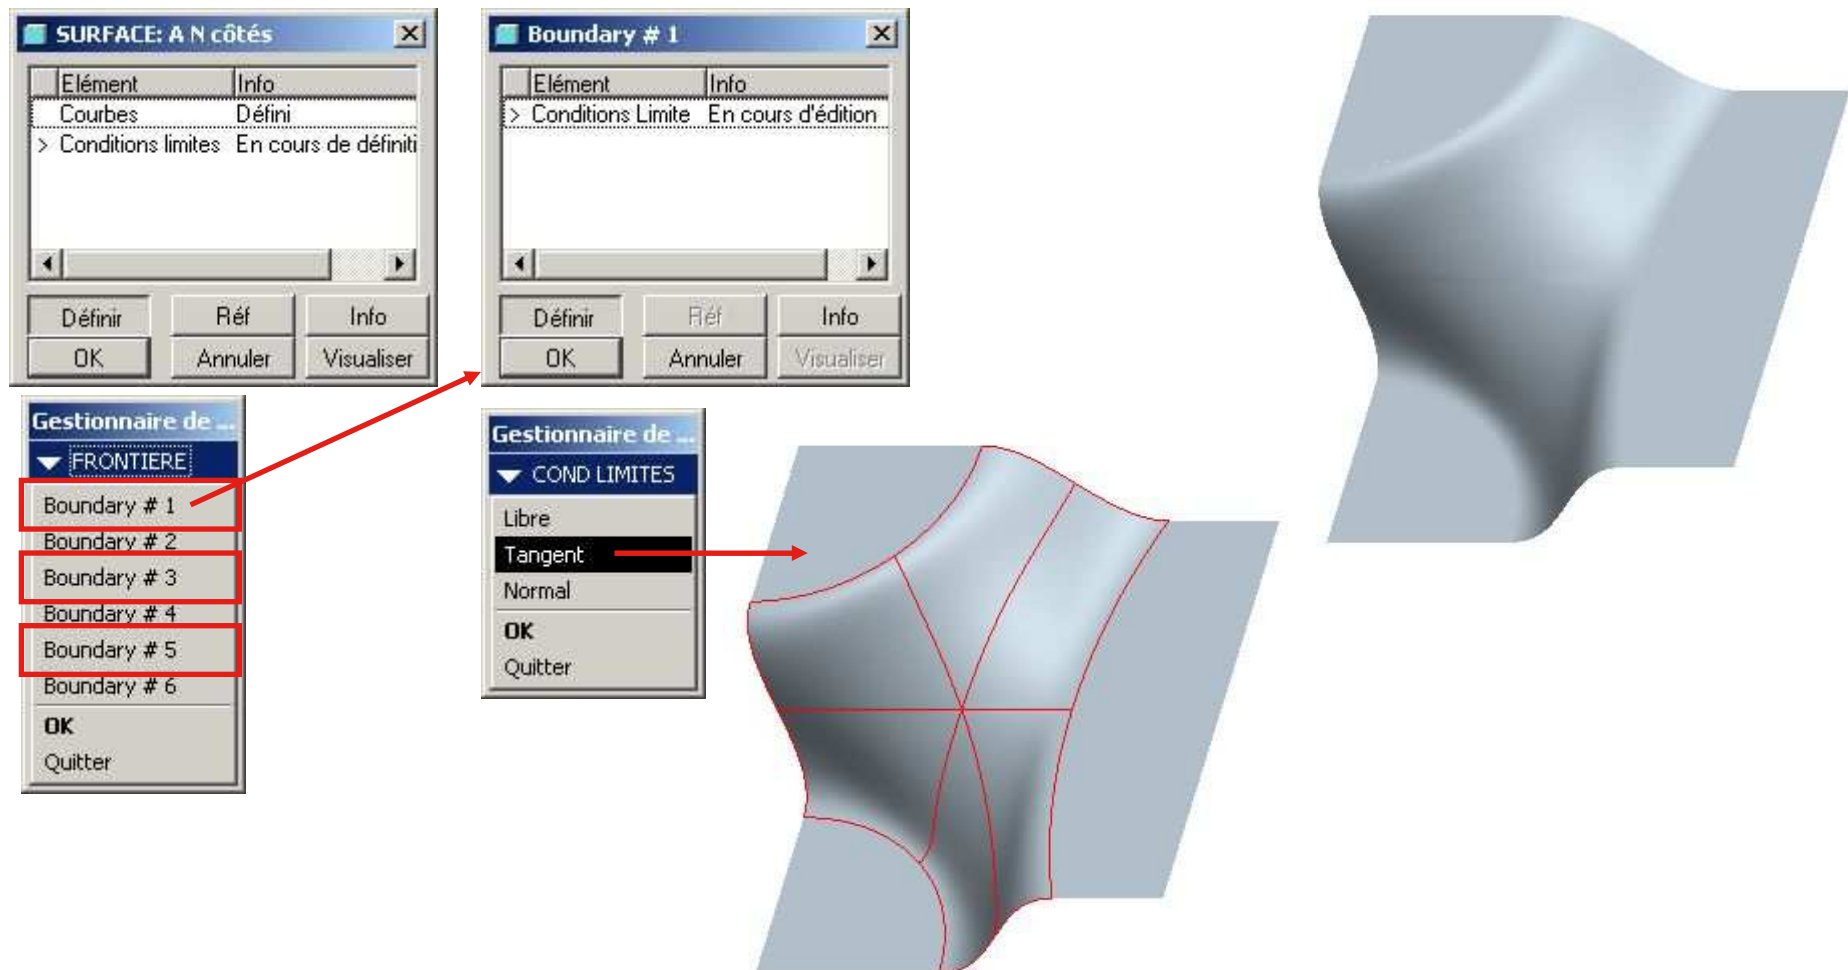 SURFACE: A N côtés
Elément Info
Courbes Défini
> Conditions limites En cours de définiti
Définir Réf Info
OK Annuler Visualiser
Boundary # 1
Elément Info
> Conditions Limite En cours d'édition
Définir Réf Info
OK Annuler Visualiser
Gestionnaire de ...
FRONTIERE
Boundary # 1
Boundary # 2
Boundary # 3
Boundary # 4
Boundary # 5
Boundary # 6
OK
Quitter
Gestionnaire de ...
COND LIMITES
Libre
Tangent
Normal
OK
Quitter